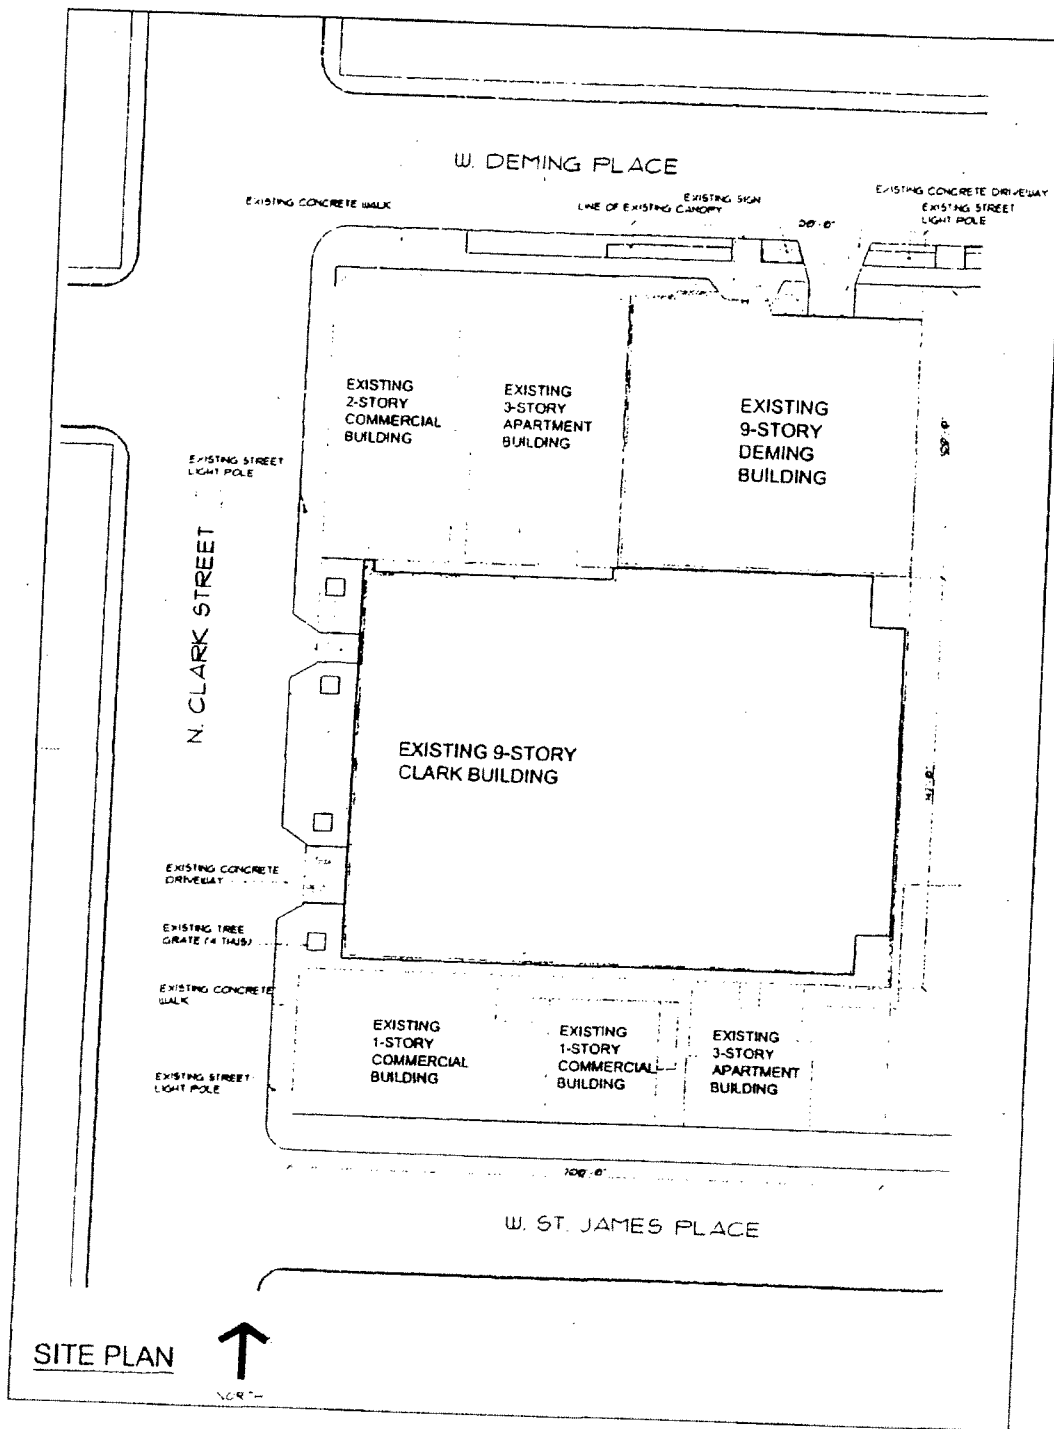 W. DEMING PLACE
EXISTING CONCRETE WALK
LINE OF EXISTING CANOPY
EXISTING SIGN
20'-0"
EXISTING CONCRETE DRIVEWAY
EXISTING STREET
LIGHT POLE
EXISTING
2-STORY
COMMERCIAL
BUILDING
EXISTING
3-STORY
APARTMENT
BUILDING
EXISTING
9-STORY
DEMING
BUILDING
EXISTING STREET
LIGHT POLE
N. CLARK STREET
EXISTING 9-STORY
CLARK BUILDING
EXISTING CONCRETE
DRIVEWAY
EXISTING TREE
GRATE (4 THUS)
EXISTING CONCRETE
WALK
EXISTING STREET
LIGHT POLE
EXISTING
1-STORY
COMMERCIAL
BUILDING
EXISTING
1-STORY
COMMERCIAL
BUILDING
EXISTING
3-STORY
APARTMENT
BUILDING
W. ST. JAMES PLACE
SITE PLAN
NORTH